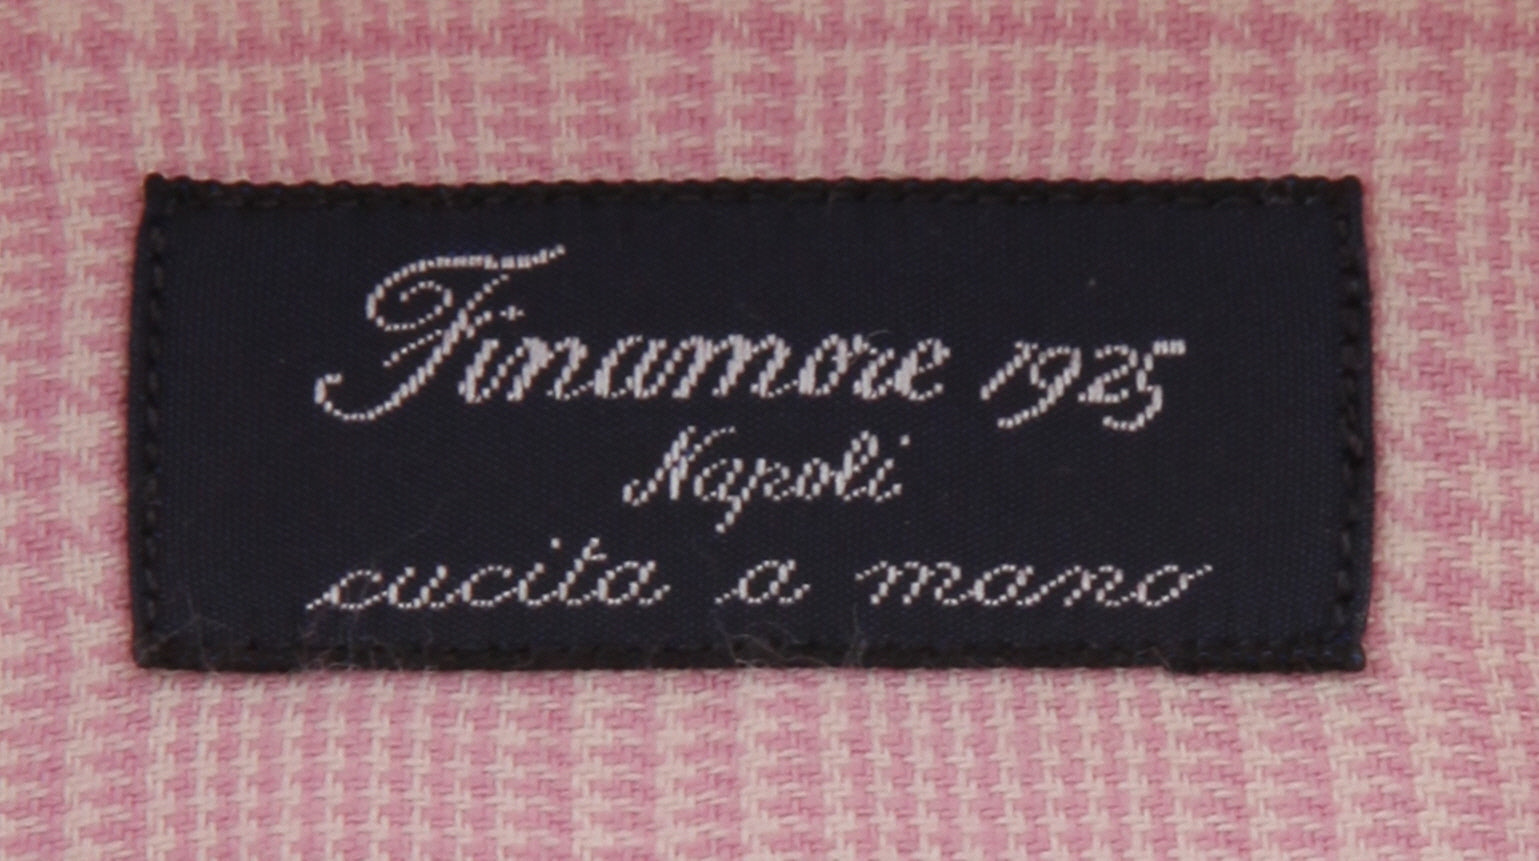 Finamore 1925
Napoli
cucita a mano